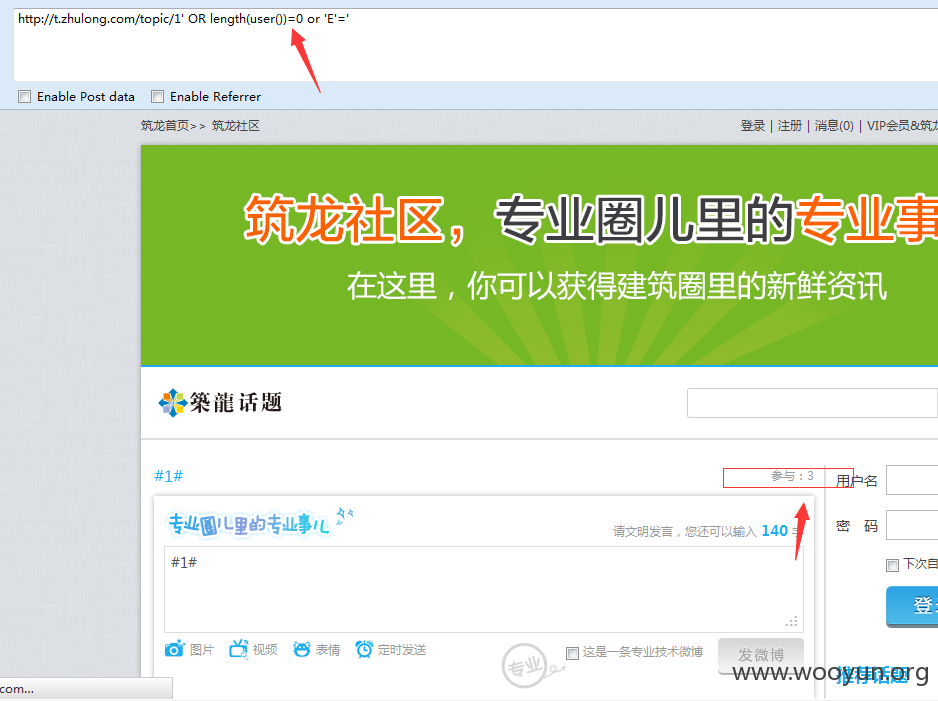 http://t.zhulong.com/topic/1' OR length(user())=0 or 'E'='
Enable Post data Enable Referrer
筑龙首页>> 筑龙社区 登录 | 注册 | 消息(0) | VIP会员&筑龙
筑龙社区，专业圈儿里的专业事
在这里，你可以获得建筑圈里的新鲜资讯
築龍话题
#1# 参与：3
用户名
专业圈儿里的专业事儿
请文明发言，您还可以输入 140 字
密 码
#1#
下次自
登录
图片 视频 表情 定时发送
专业
这是一条专业技术微博
发微博
推荐话题
www.wooyun.org
com...